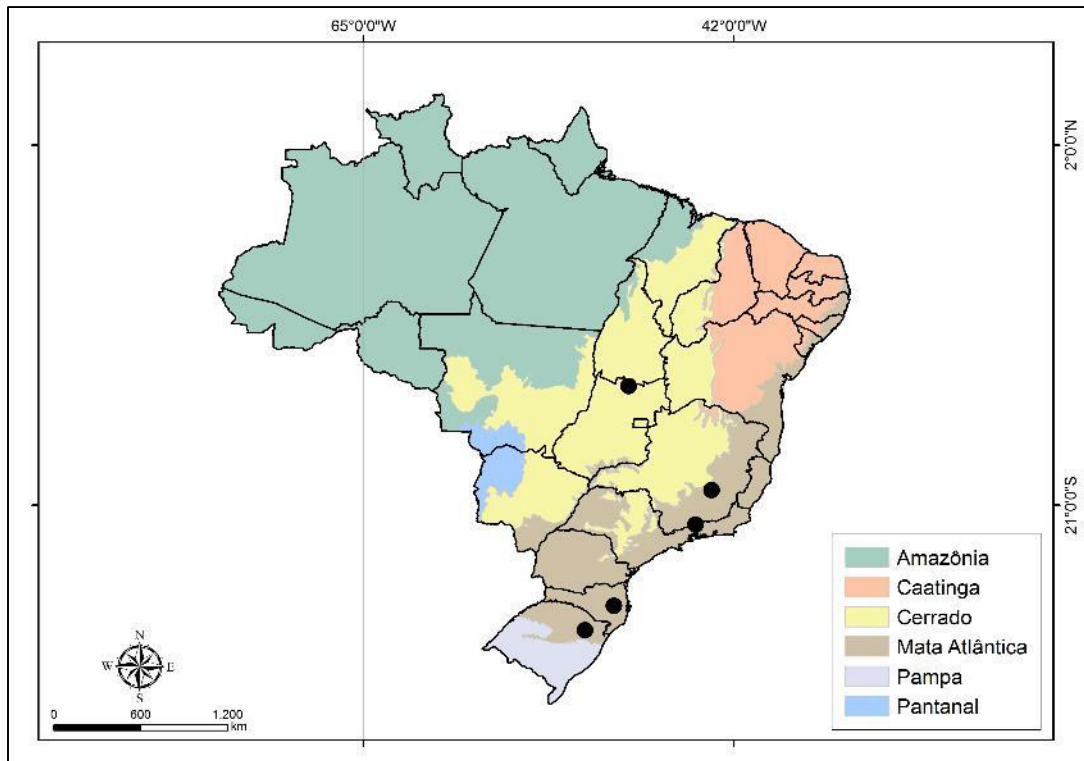 65°0'0"W
42°0'0"W
2°0'0"N
21°0'0"S
Amazônia
Caatinga
Cerrado
Mata Atlântica
Pampa
Pantanal
N
W
E
S
0
600
1.200
km